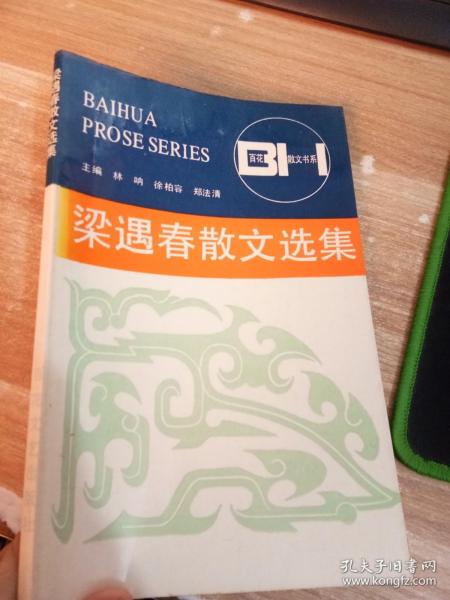 梁遇春散文选集
BAIHUA
PROSE SERIES
百花 BH 散文书系
主编 林呐 徐柏容 郑法清
梁遇春散文选集
孔夫子旧书网
www.kongfz.com